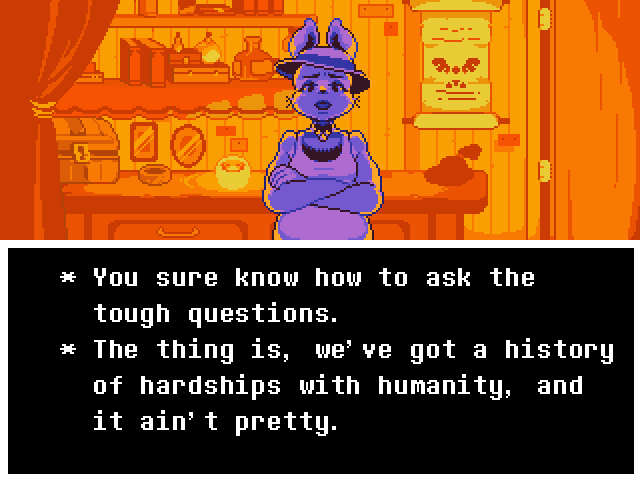 * You sure know how to ask the
tough questions.
* The thing is, we've got a history
of hardships with humanity, and
it ain't pretty.